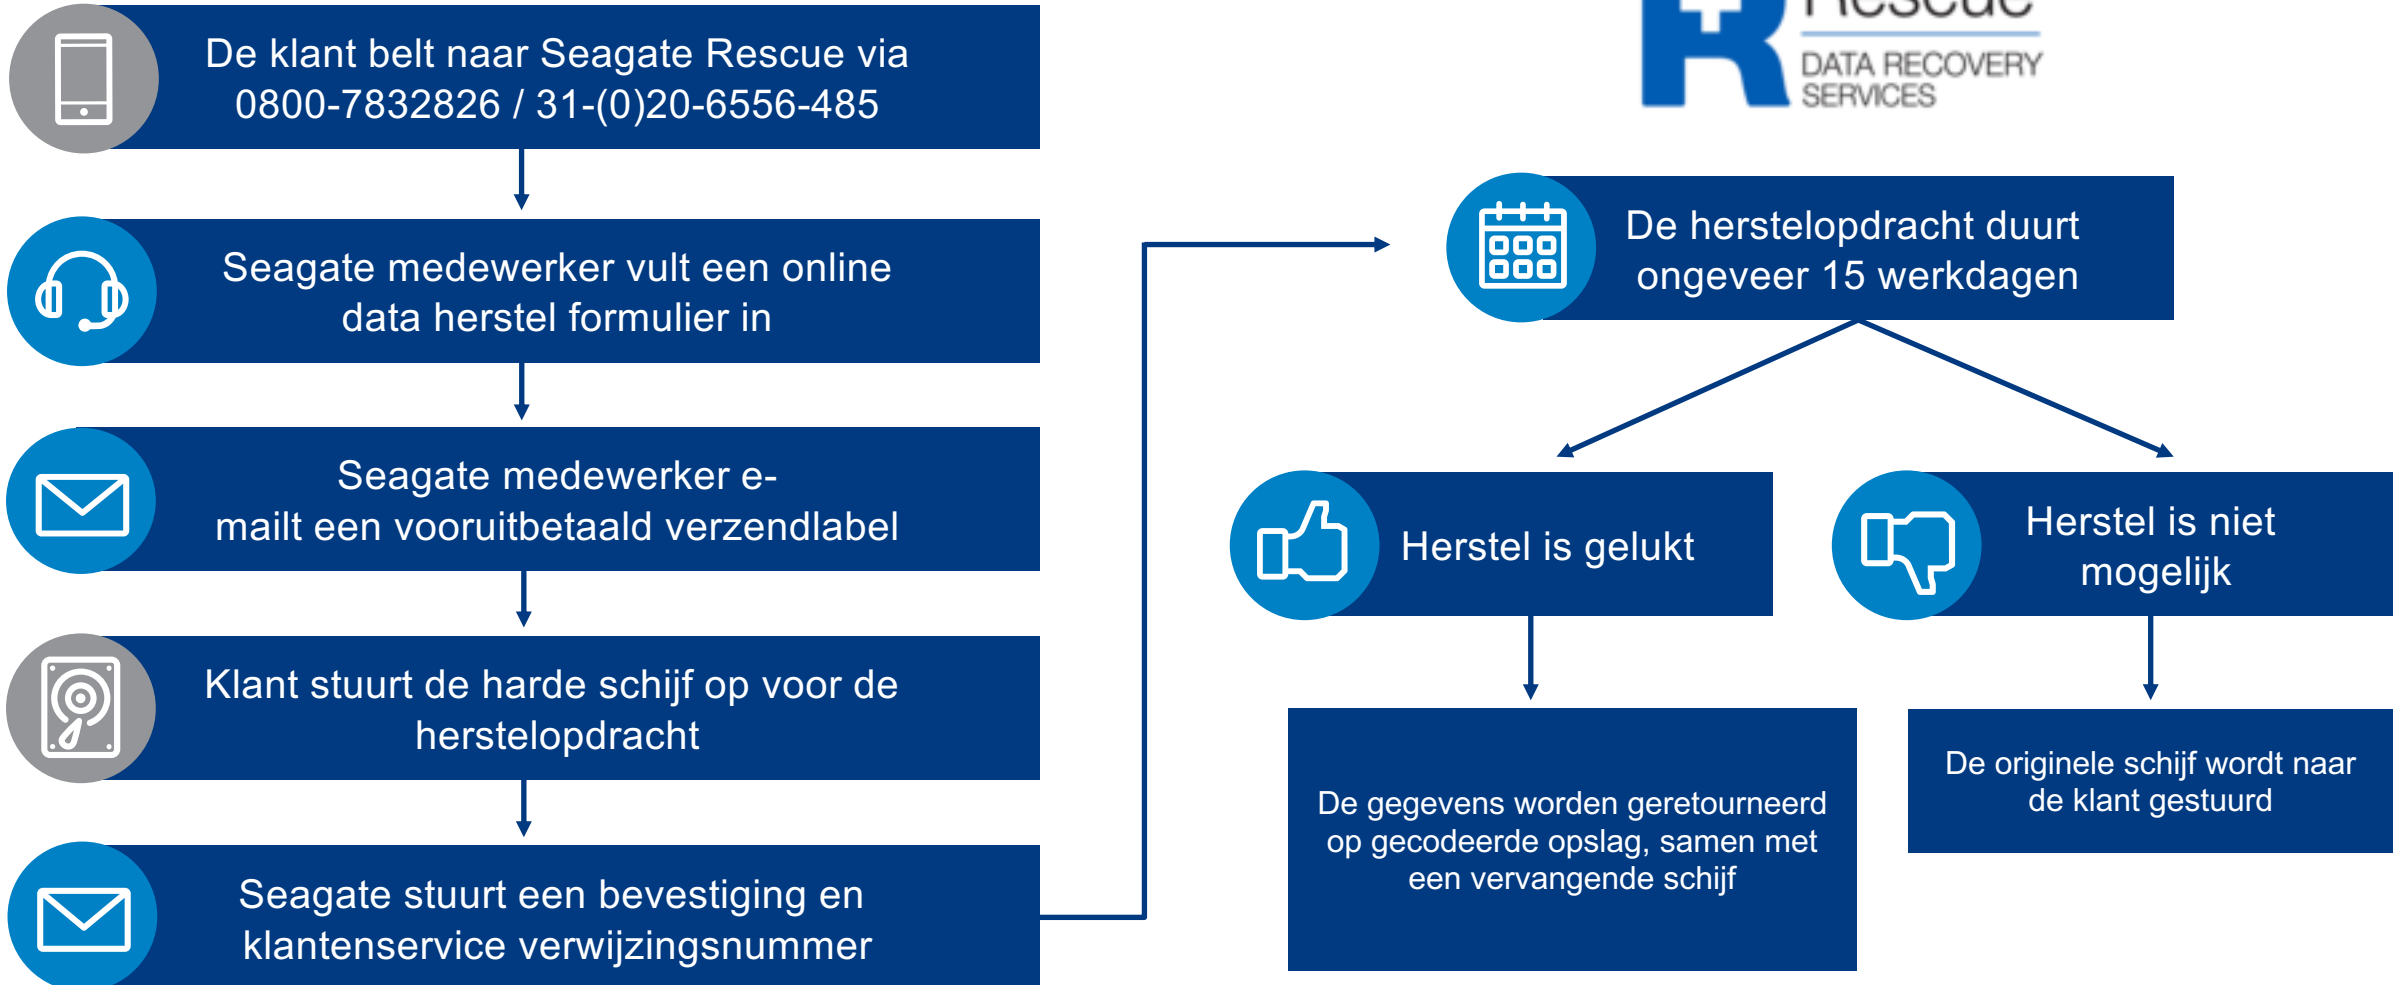 De klant belt naar Seagate Rescue via
0800-7832826 / 31-(0)20-6556-485
Seagate medewerker vult een online
data herstel formulier in
Seagate medewerker e-
mailt een vooruitbetaald verzendlabel
Klant stuurt de harde schijf op voor de
herstelopdracht
Seagate stuurt een bevestiging en
klantenservice verwijzingsnummer
Rescue
DATA RECOVERY
SERVICES
De herstelopdracht duurt
ongeveer 15 werkdagen
Herstel is gelukt
Herstel is niet
mogelijk
De gegevens worden geretourneerd
op gecodeerde opslag, samen met
een vervangende schijf
De originele schijf wordt naar
de klant gestuurd